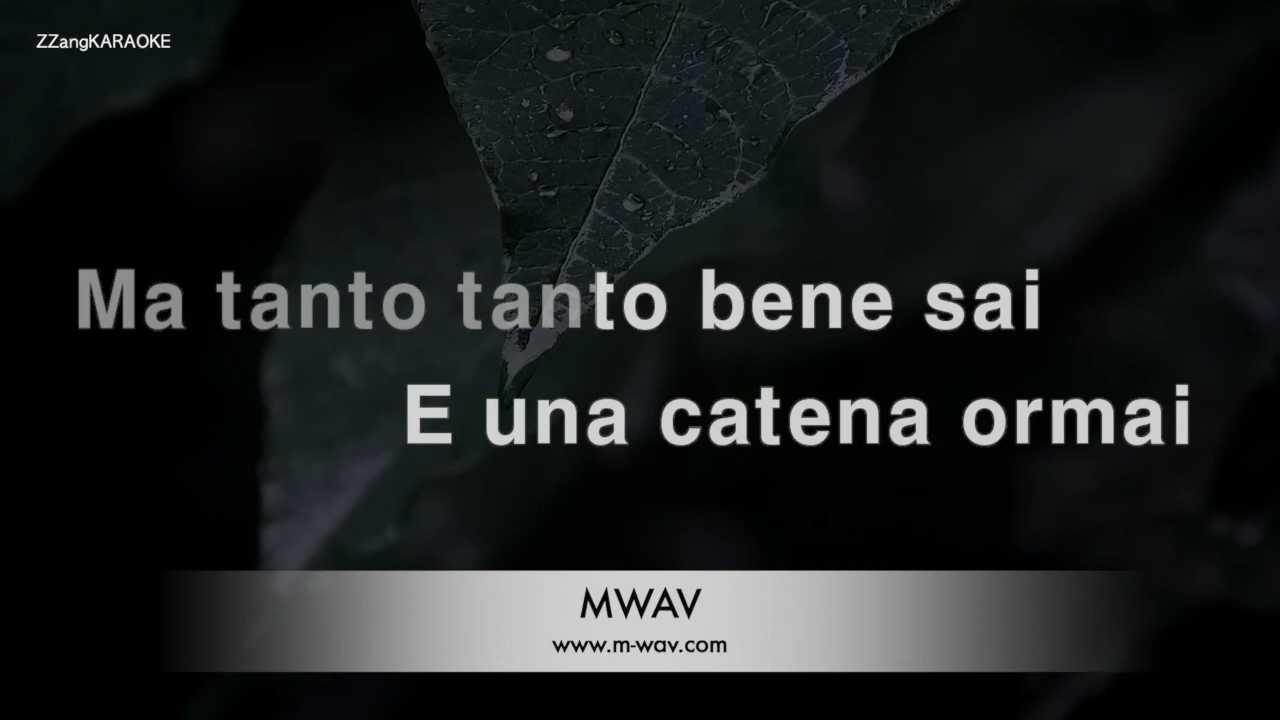 ZZangKARAOKE
Ma tanto tanto bene sai
E una catena ormai
MWAV
www.m-wav.com